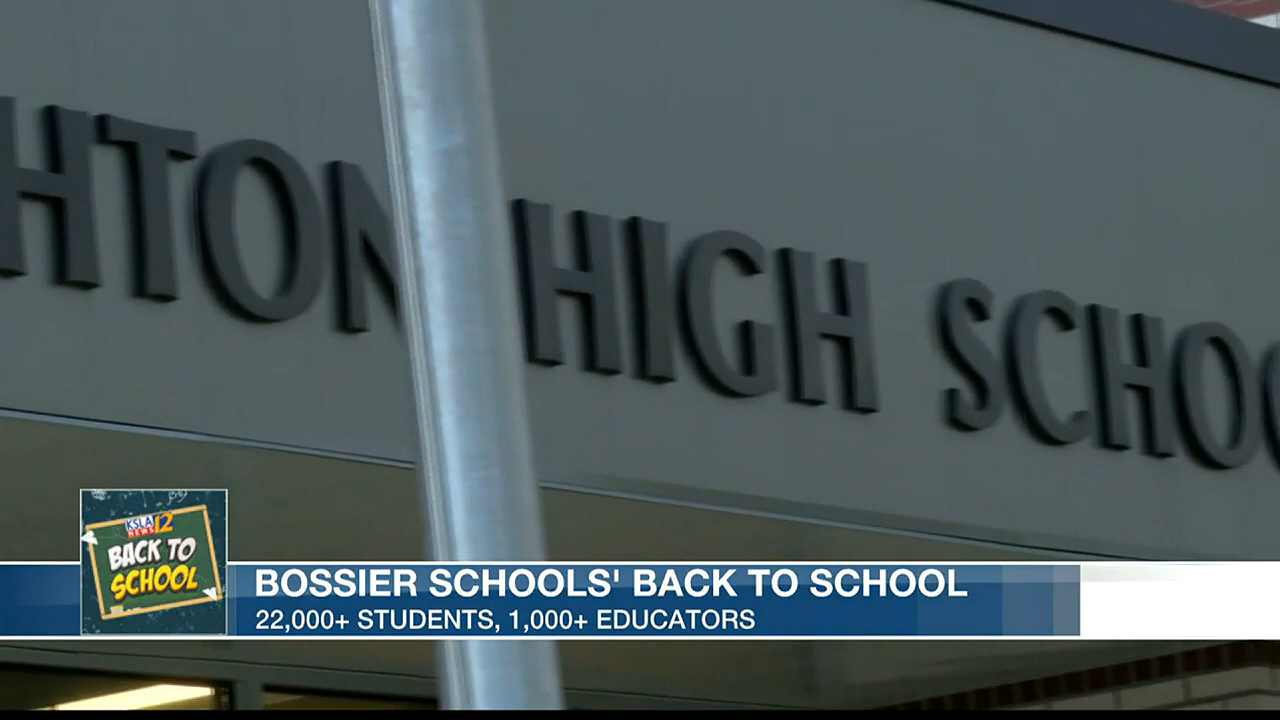 HTON HIGH SCHOO
KSLA 12
NEWS
BACK TO
SCHOOL
BOSSIER SCHOOLS' BACK TO SCHOOL
22,000+ STUDENTS, 1,000+ EDUCATORS